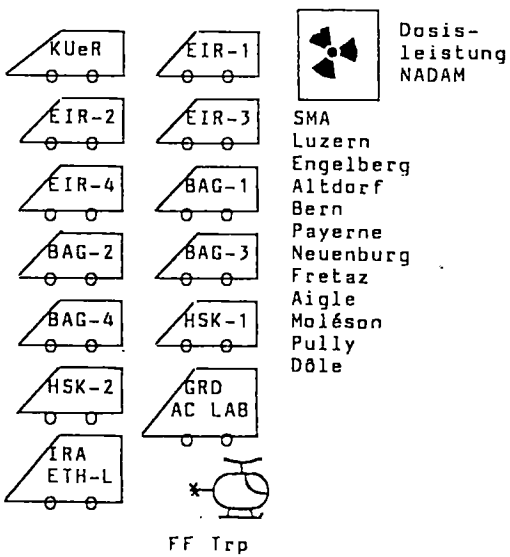 KUeR
EIR-1
EIR-2
EIR-3
EIR-4
BAG-1
BAG-2
BAG-3
BAG-4
HSK-1
HSK-2
GRD
AC LAB
IRA
ETH-L
FF Trp
Dosis-
leistung
NADAM
SMA
Luzern
Engelberg
Altdorf
Bern
Payerne
Neuenburg
Fretaz
Aigle
Moléson
Pully
Dôle